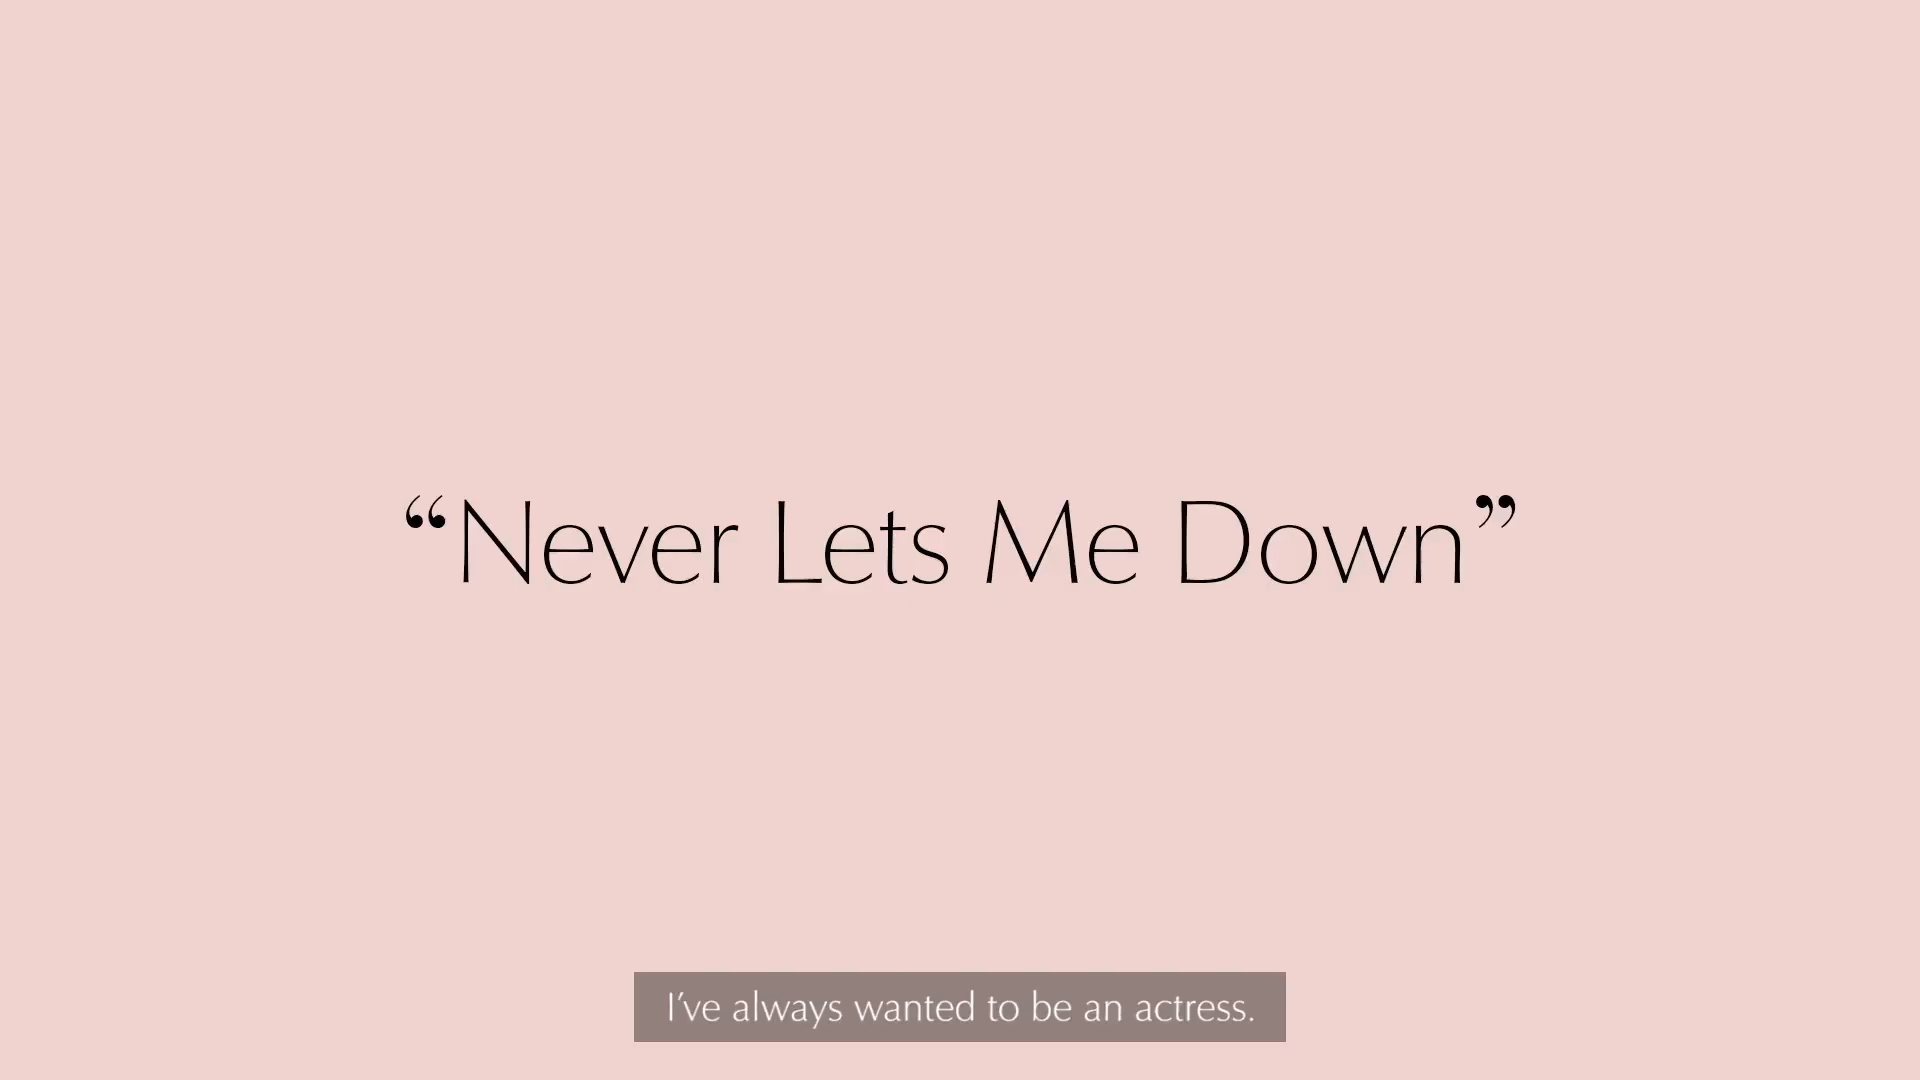 “Never Lets Me Down”
I’ve always wanted to be an actress.